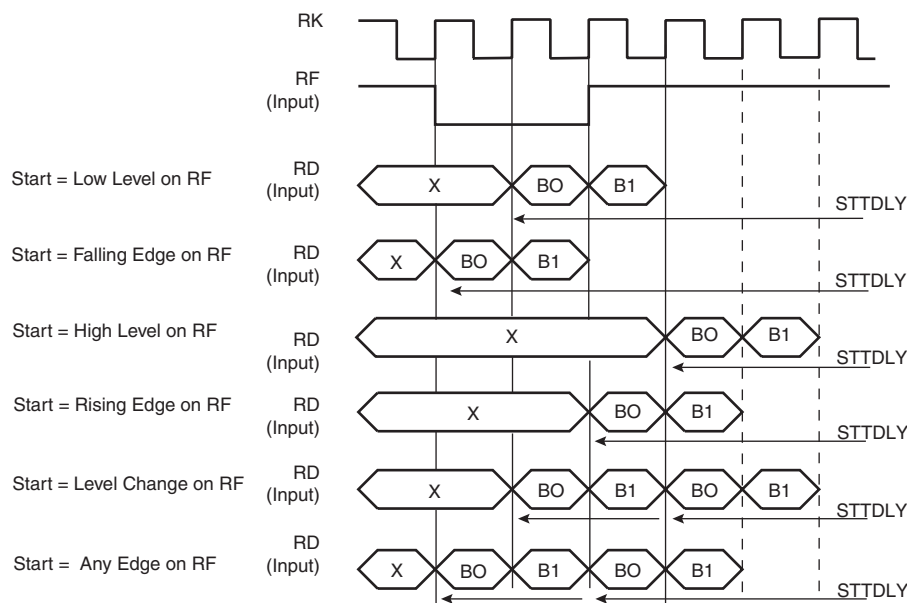 RK
RF
(Input)
Start = Low Level on RF
RD
(Input)
X
BO
B1
STTDLY
Start = Falling Edge on RF
RD
(Input)
X
BO
B1
STTDLY
Start = High Level on RF
RD
(Input)
X
BO
B1
STTDLY
Start = Rising Edge on RF
RD
(Input)
X
BO
B1
STTDLY
Start = Level Change on RF
RD
(Input)
X
BO
B1
BO
B1
STTDLY
Start = Any Edge on RF
RD
(Input)
X
BO
B1
BO
B1
STTDLY